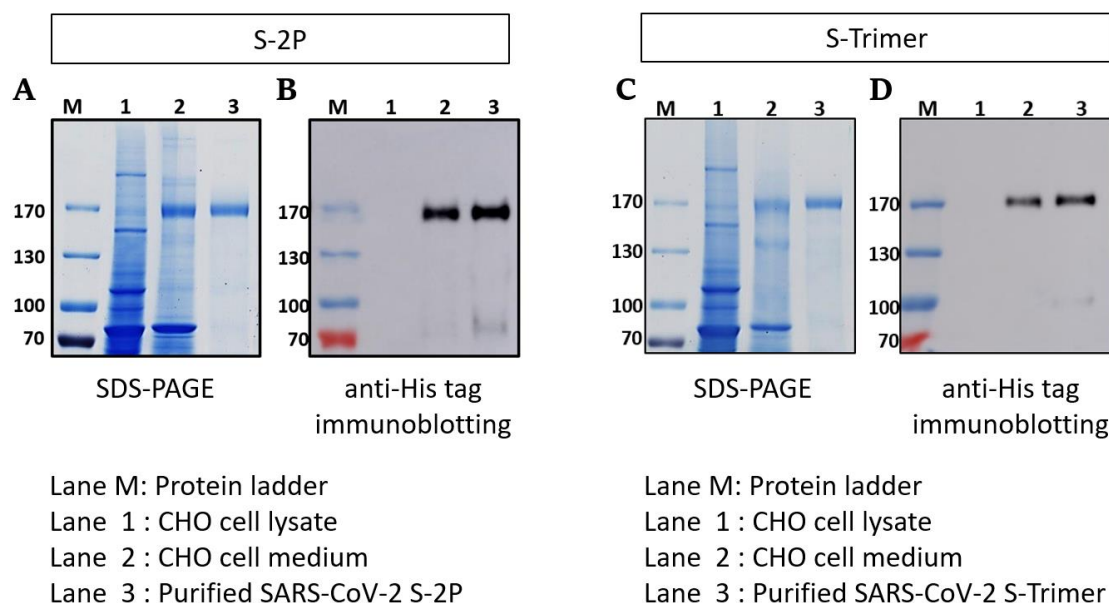 S-2P
S-Trimer
A
B
C
D
M 1 2 3
M 1 2 3
M 1 2 3
M 1 2 3
170
130
100
70
170
130
100
70
170
130
100
70
170
130
100
70
SDS-PAGE
anti-His tag
immunoblotting
SDS-PAGE
anti-His tag
immunoblotting
Lane M: Protein ladder
Lane 1 : CHO cell lysate
Lane 2 : CHO cell medium
Lane 3 : Purified SARS-CoV-2 S-2P
Lane M: Protein ladder
Lane 1 : CHO cell lysate
Lane 2 : CHO cell medium
Lane 3 : Purified SARS-CoV-2 S-Trimer